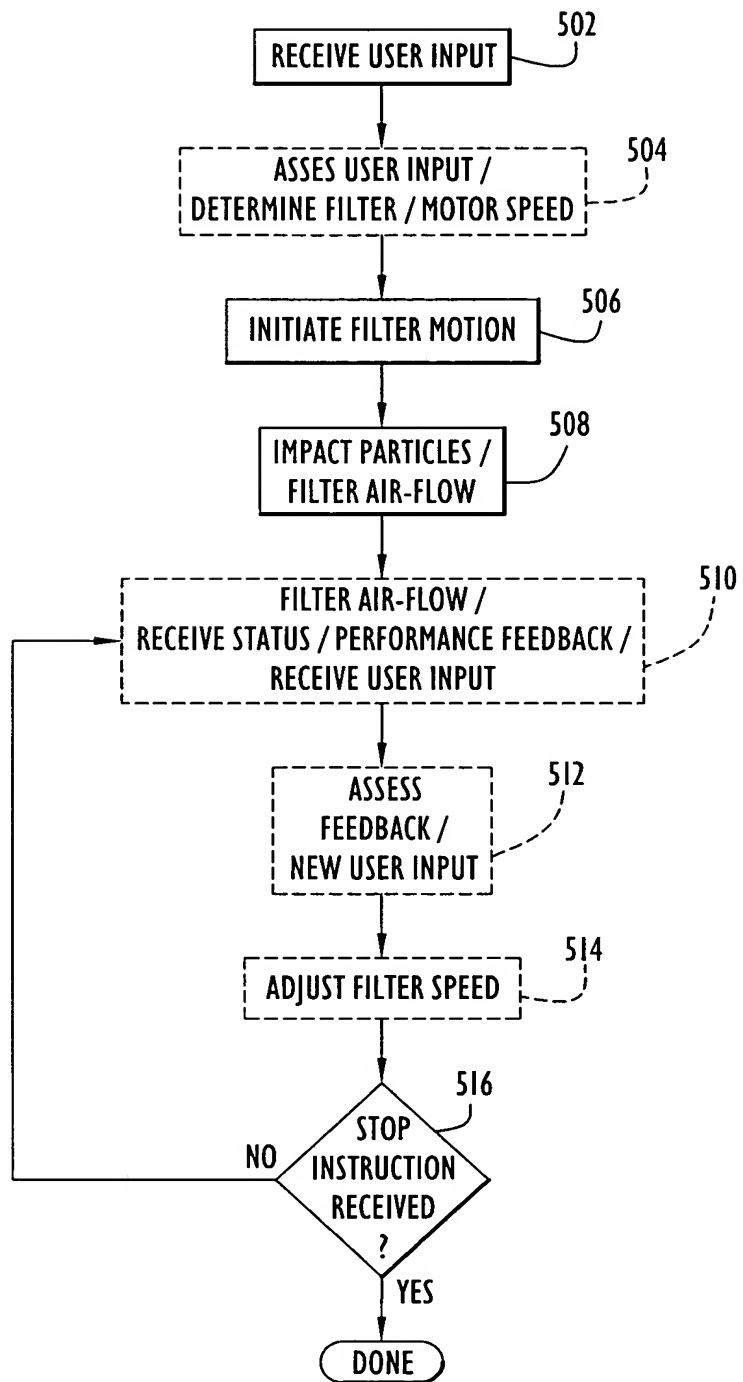 502
RECEIVE USER INPUT
504
ASSES USER INPUT /
DETERMINE FILTER / MOTOR SPEED
506
INITIATE FILTER MOTION
508
IMPACT PARTICLES /
FILTER AIR-FLOW
510
FILTER AIR-FLOW /
RECEIVE STATUS / PERFORMANCE FEEDBACK /
RECEIVE USER INPUT
512
ASSESS
FEEDBACK /
NEW USER INPUT
514
ADJUST FILTER SPEED
516
STOP
INSTRUCTION
RECEIVED
?
NO
YES
DONE